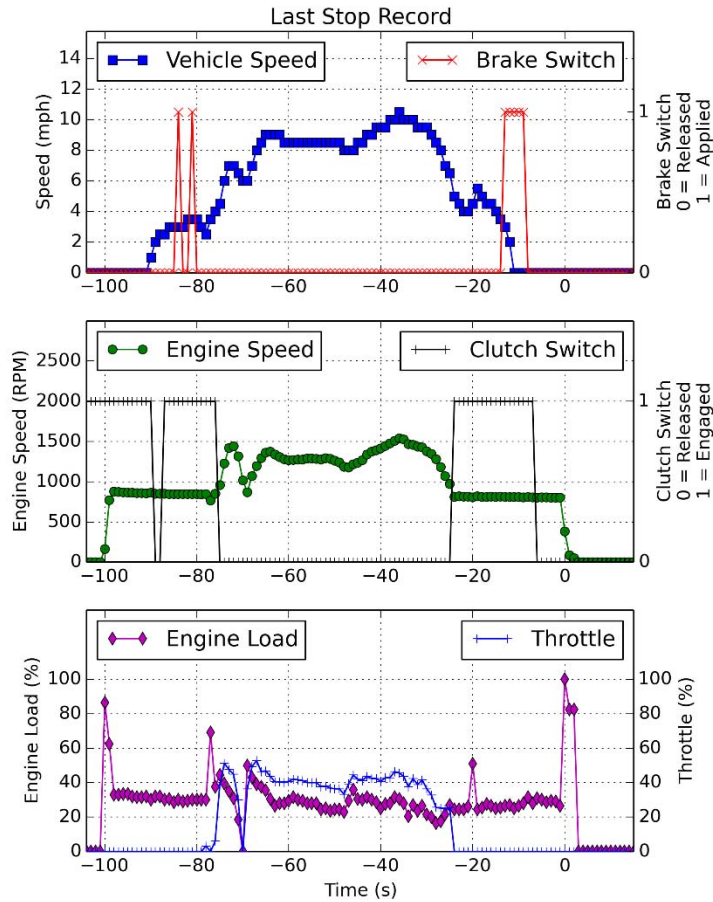 Last Stop Record
Vehicle Speed
Brake Switch
Speed (mph)
14
12
10
8
6
4
2
0
1
0
Brake Switch
0 = Released
1 = Applied
−100 −80 −60 −40 −20 0
Engine Speed
Clutch Switch
Engine Speed (RPM)
2500
2000
1500
1000
500
0
1
0
Clutch Switch
0 = Released
1 = Engaged
−100 −80 −60 −40 −20 0
Engine Load
Throttle
Engine Load (%)
100
80
60
40
20
0
100
80
60
40
20
0
Throttle (%)
−100 −80 −60 −40 −20 0
Time (s)